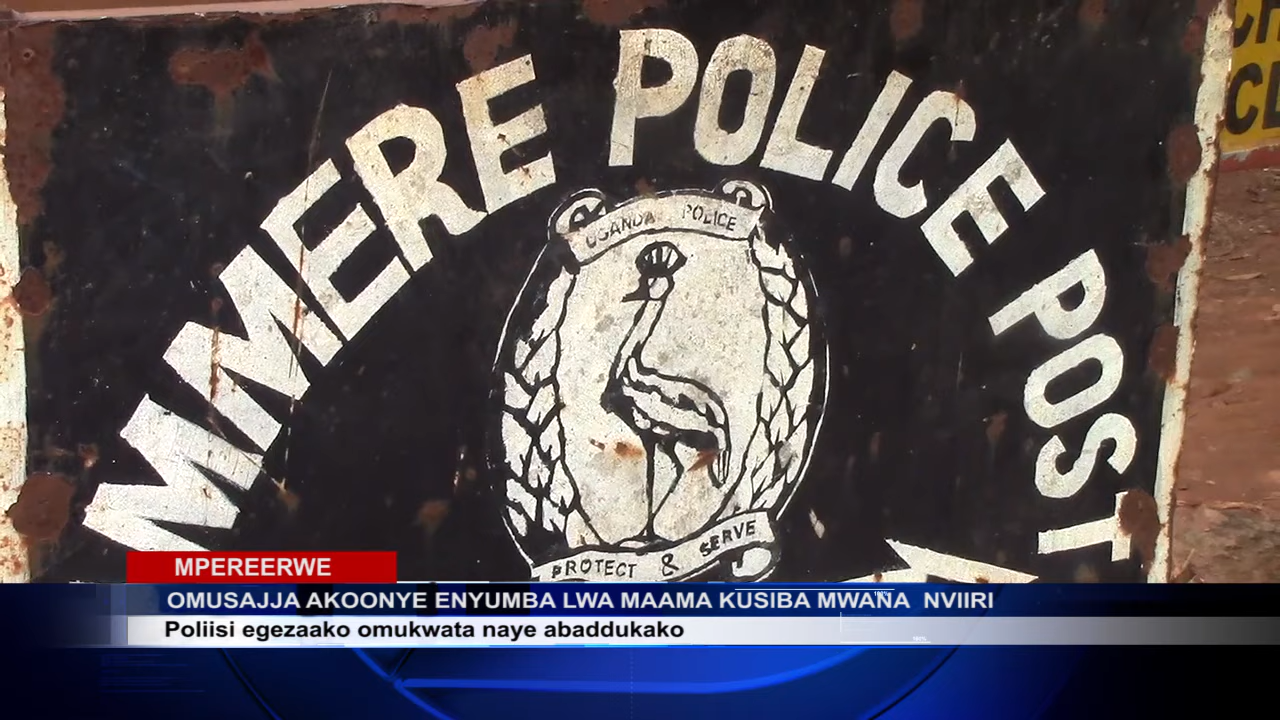 MMERE POLICE POST
UGANDA POLICE
PROTECT & SERVE
MPEREERWE
OMUSAJJA AKOONYE ENYUMBA LWA MAAMA KUSIBA MWANA NVIIRI
Poliisi egezaako omukwata naye abaddukako